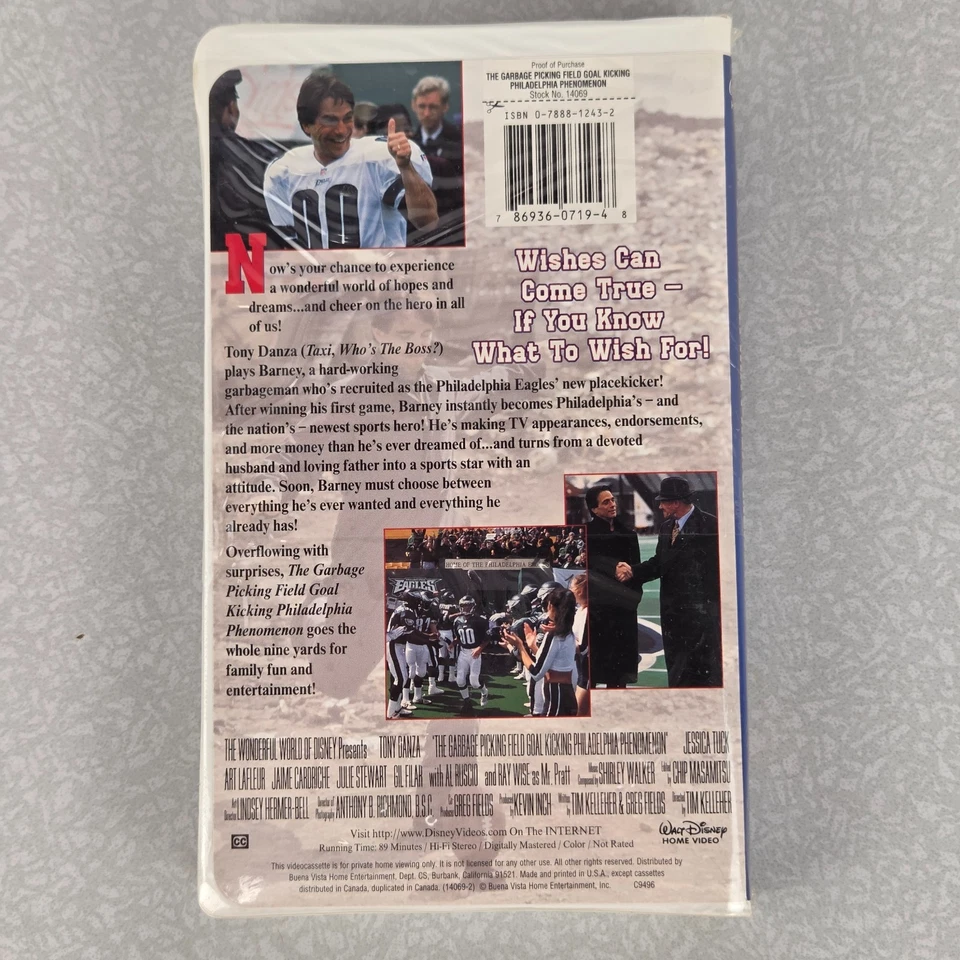 Proof of Purchase
THE GARBAGE PICKING FIELD GOAL KICKING
PHILADELPHIA PHENOMENON
Stock No. 14069
ISBN 0-7888-1243-2
7 86936-0719-4 8
Now's your chance to experience
a wonderful world of hopes and
dreams...and cheer on the hero in all
of us!
Wishes Can
Come True –
If You Know
What To Wish For!
Tony Danza (Taxi, Who's The Boss?)
plays Barney, a hard-working
garbageman who's recruited as the Philadelphia Eagles' new placekicker!
After winning his first game, Barney instantly becomes Philadelphia's – and
the nation's – newest sports hero! He's making TV appearances, endorsements,
and more money than he's ever dreamed of...and turns from a devoted
husband and loving father into a sports star with an
attitude. Soon, Barney must choose between
everything he's ever wanted and everything he
already has!
Overflowing with
surprises, The Garbage
Picking Field Goal
Kicking Philadelphia
Phenomenon goes the
whole nine yards for
family fun and
entertainment!
HOME OF THE PHILADELPHIA
EAGLES
THE WONDERFUL WORLD OF DISNEY Presents TONY DANZA "THE GARBAGE PICKING FIELD GOAL KICKING PHILADELPHIA PHENOMENON" JESSICA TUCK
ART LAFLEUR JAIME CARDRICHE JULIE STEWART GIL FILAR with AL RUSCIO and RAY WISE as Mr. Pratt Music Composed by SHIRLEY WALKER Edited by CHIP MASAMITSU
Art Director LINDSEY HERMER-BELL Director of Photography ANTHONY B. RICHMOND, B.S.C. Co Producer GREG FIELDS Produced by KEVIN INCH Written by TIM KELLEHER & GREG FIELDS Directed by TIM KELLEHER
Visit http://www.DisneyVideos.com On The INTERNET
Running Time: 89 Minutes / Hi-Fi Stereo / Digitally Mastered / Color / Not Rated
CC
WALT DISNEY
HOME VIDEO
This videocassette is for private home viewing only. It is not licensed for any other use. All other rights reserved. Distributed by
Buena Vista Home Entertainment, Dept. CS, Burbank, California 91521. Made and printed in U.S.A., except cassettes
distributed in Canada, duplicated in Canada. (14069-2) © Buena Vista Home Entertainment, Inc. C9496